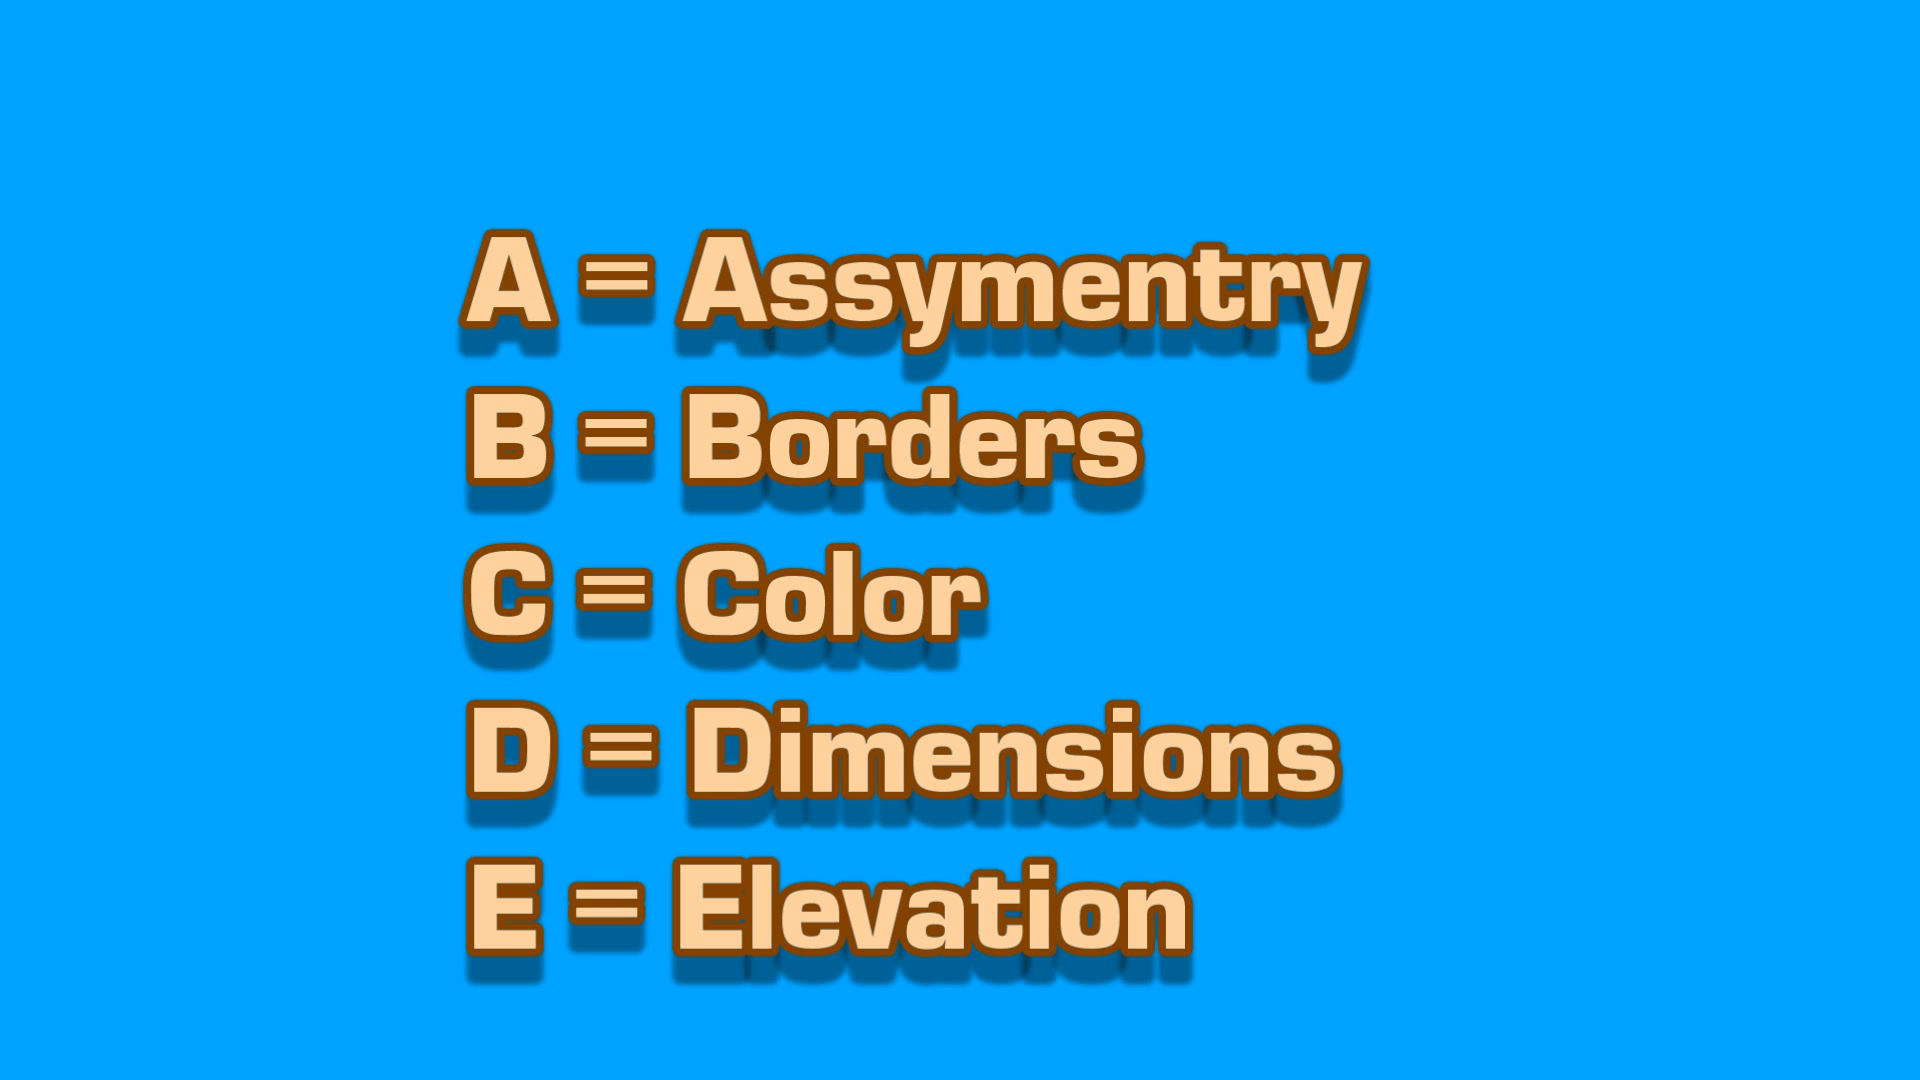 A = Assymentry
B = Borders
C = Color
D = Dimensions
E = Elevation